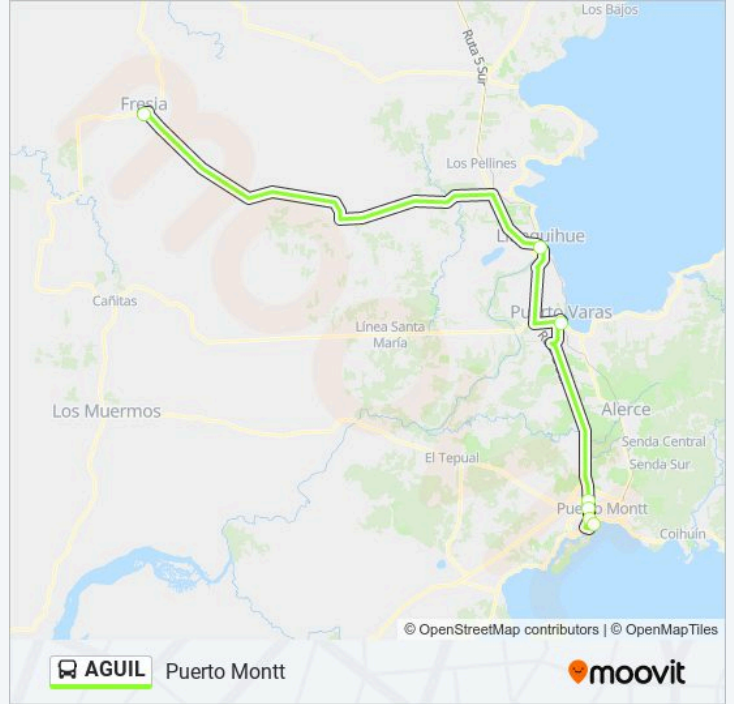 Los Bajos
Ruta 5 Sur
Fresia
Los Pellines
Llanquihue
Cañitas
Puerto Varas
Línea Santa
María
Los Muermos
Alerce
Senda Central
El Tepual
Senda Sur
Puerto Montt
Coihuín
© OpenStreetMap contributors | © OpenMapTiles
AGUIL
Puerto Montt
moovit